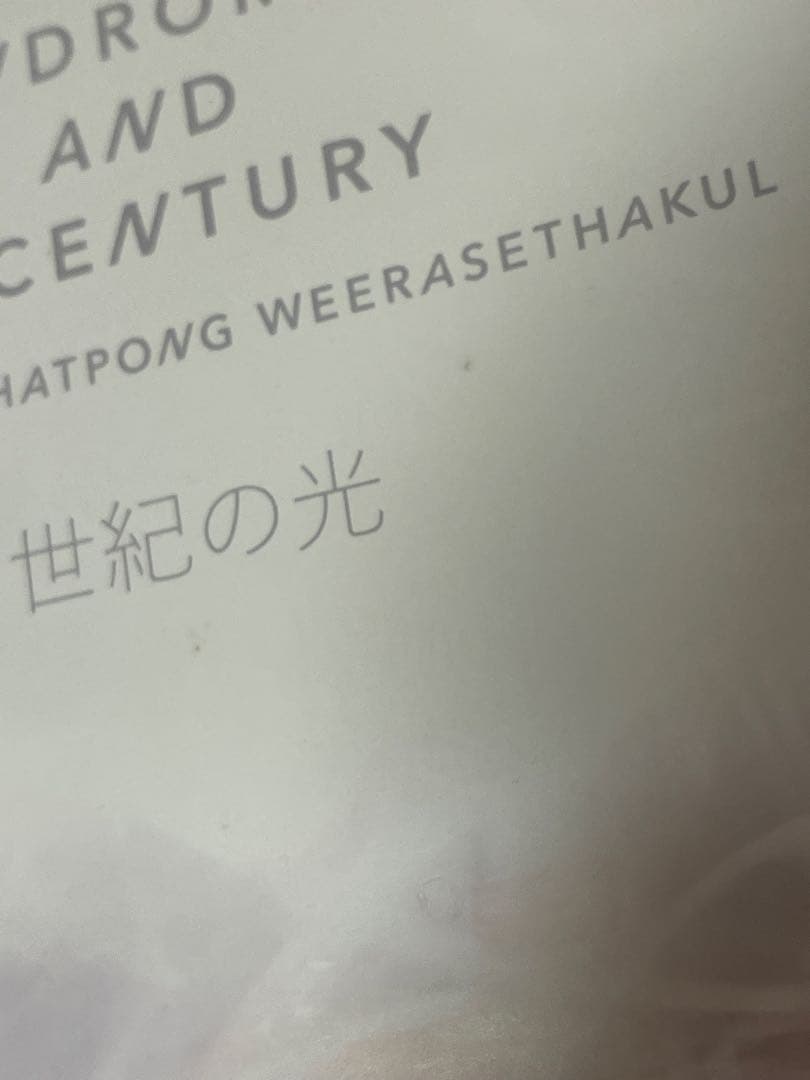 AND
CENTURY
WEERASETHAKUL
世紀の光